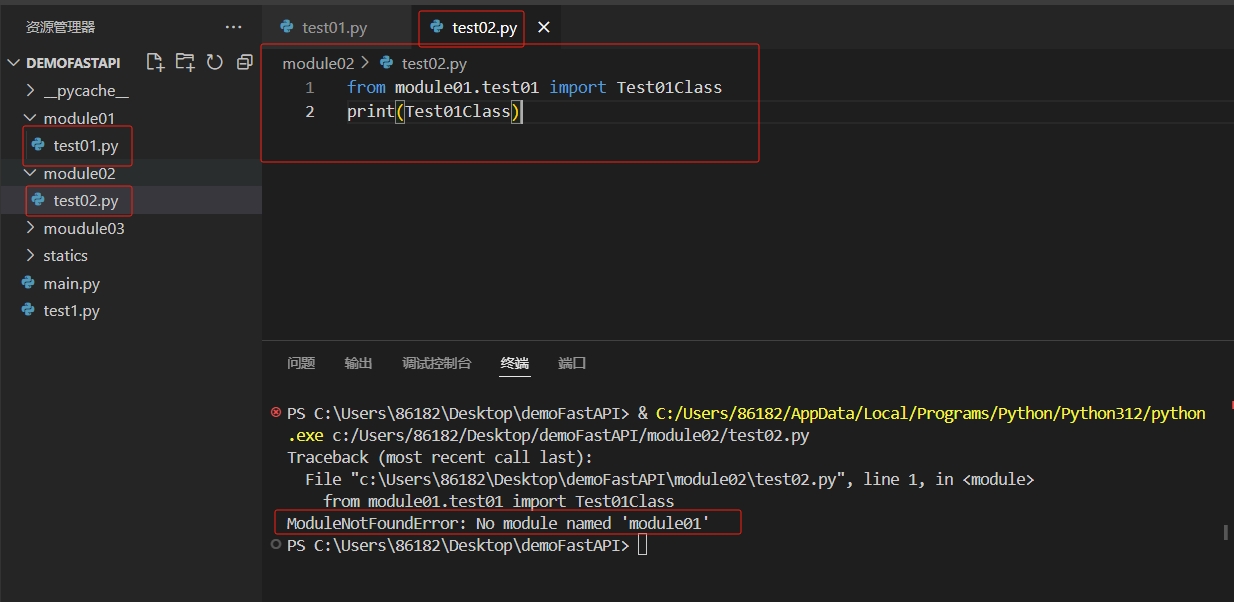 资源管理器
···
DEMOFASTAPI
__pycache__
module01
test01.py
module02
test02.py
moudule03
statics
main.py
test1.py
test01.py
test02.py
module02 > test02.py
1 from module01.test01 import Test01Class
2 print(Test01Class)
问题 输出 调试控制台 终端 端口
PS C:\Users\86182\Desktop\demoFastAPI> & C:/Users/86182/AppData/Local/Programs/Python/Python312/python
.exe c:/Users/86182/Desktop/demoFastAPI/module02/test02.py
Traceback (most recent call last):
File "c:\Users\86182\Desktop\demoFastAPI\module02\test02.py", line 1, in <module>
from module01.test01 import Test01Class
ModuleNotFoundError: No module named 'module01'
PS C:\Users\86182\Desktop\demoFastAPI>